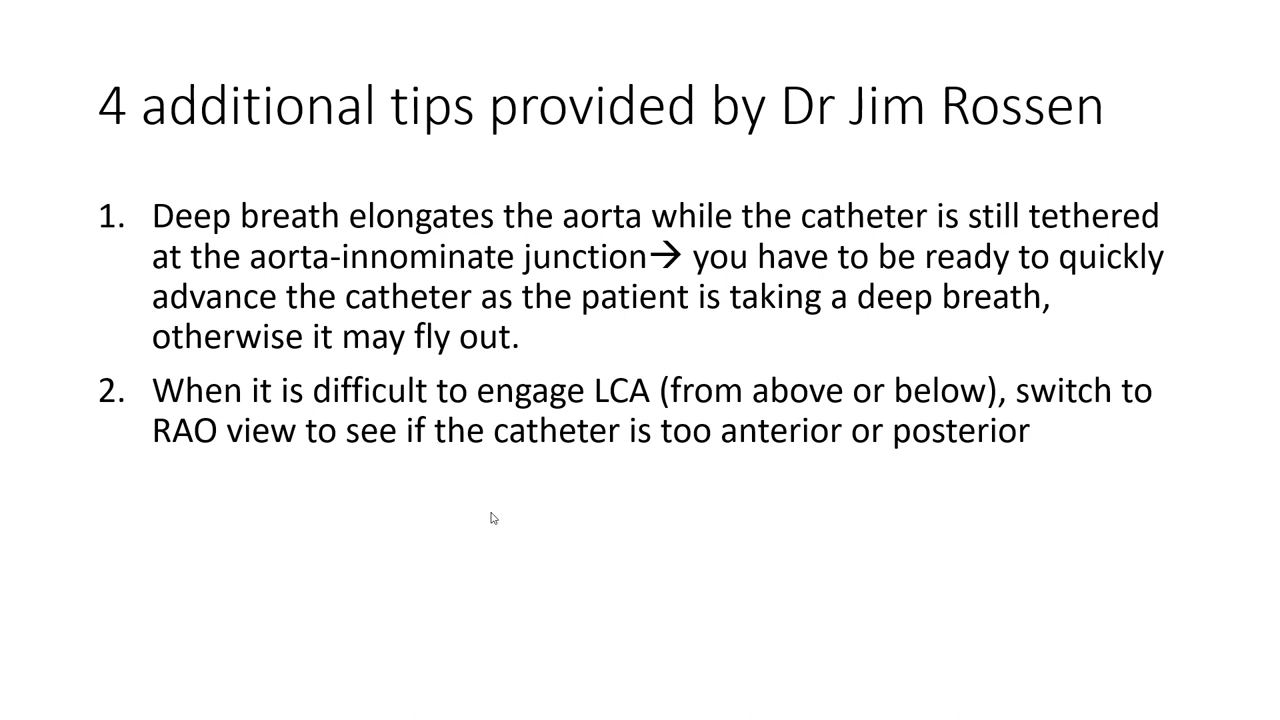 4 additional tips provided by Dr Jim Rossen
1. Deep breath elongates the aorta while the catheter is still tethered
at the aorta-innominate junction→ you have to be ready to quickly
advance the catheter as the patient is taking a deep breath,
otherwise it may fly out.
2. When it is difficult to engage LCA (from above or below), switch to
RAO view to see if the catheter is too anterior or posterior